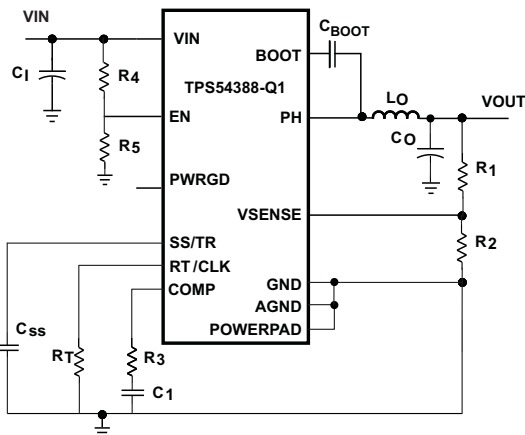 VIN
VIN
BOOT
CBOOT
CI
R4
TPS54388-Q1
LO
VOUT
EN
PH
CO
R5
R1
PWRGD
VSENSE
R2
SS/TR
RT/CLK
GND
COMP
AGND
CSS
RT
R3
POWERPAD
C1